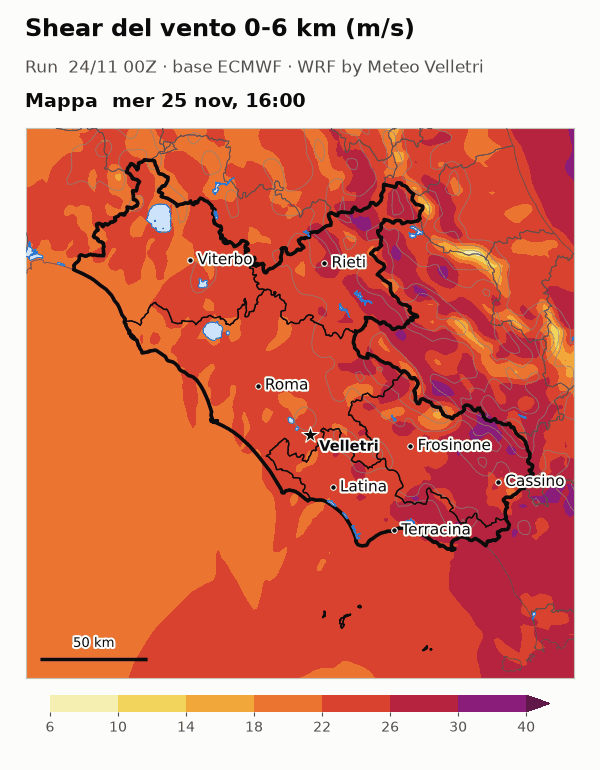 Shear del vento 0-6 km (m/s)
Run  24/11 00Z · base ECMWF · WRF by Meteo Velletri
Mappa  mer 25 nov, 16:00
Viterbo
Rieti
Roma
Velletri
Frosinone
Cassino
Latina
Terracina
50 km
6 10 14 18 22 26 30 40